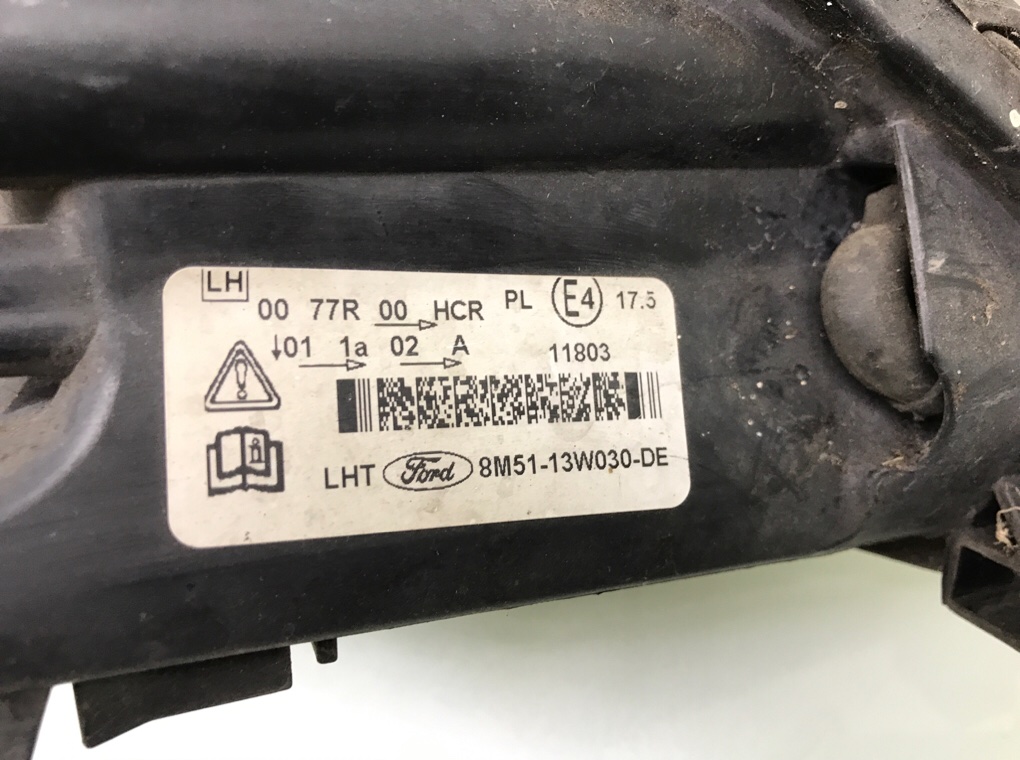 LH
00 77R 00 HCR PL E4 17.5
↓01 1a 02 A 11803
LHT Ford 8M51-13W030-DE